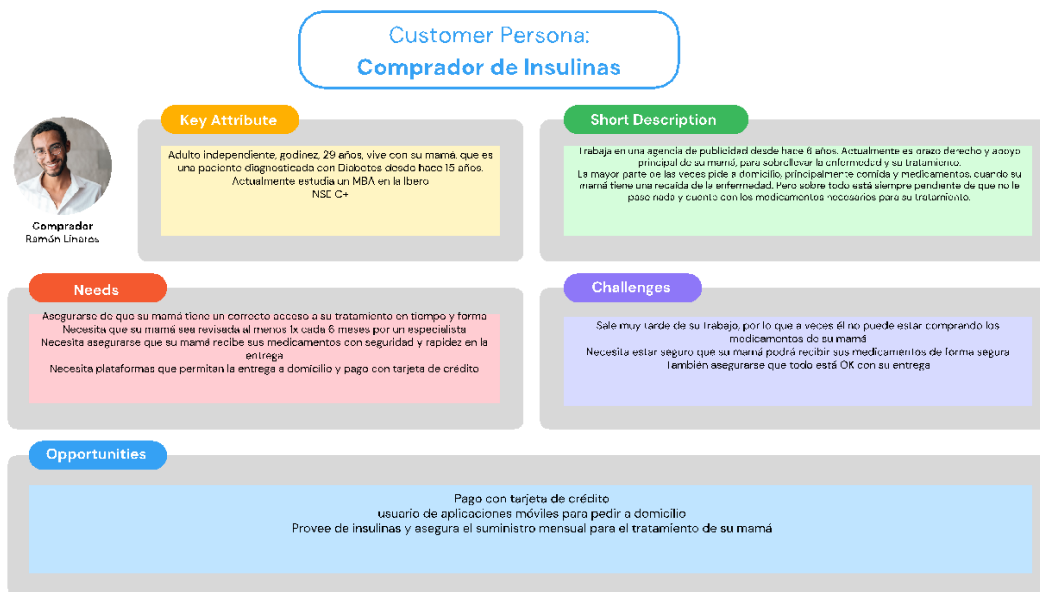 Customer Persona:
Comprador de Insulinas
Key Attribute
Adulto independiente, godinez, 29 años, vive con su mamá, que es
una paciente diagnosticada con Diabetes desde hace 15 años.
Actualmente estudia un MBA en la Ibero
NSE C+
Short Description
Trabaja en una agencia de publicidad desde hace 6 años. Actualmente es brazo derecho y apoyo
principal de su mamá, para sobrellevar la enfermedad y su tratamiento.
La mayor parte de las veces pide a domicilio, principalmente comida y medicamentos, cuando su
mamá tiene una recaída de la enfermedad. Pero sobre todo está siempre pendiente de que no le
pase nada y cuente con los medicamentos necesarios para su tratamiento.
Comprador
Ramón Linares
Needs
Asegurarse de que su mamá tiene un correcto acceso a su tratamiento en tiempo y forma
Necesita que su mamá sea revisada al menos 1x cada 6 meses por un especialista
Necesita asegurarse que su mamá recibe sus medicamentos con seguridad y rapidez en la
entrega
Necesita plataformas que permitan la entrega a domicilio y pago con tarjeta de crédito
Challenges
Sale muy tarde de su trabajo, por lo que a veces él no puede estar comprando los
medicamentos de su mamá
Necesita estar seguro que su mamá podrá recibir sus medicamentos de forma segura
También asegurarse que todo está OK con su entrega
Opportunities
Pago con tarjeta de crédito
usuario de aplicaciones móviles para pedir a domicilio
Provee de insulinas y asegura el suministro mensual para el tratamiento de su mamá